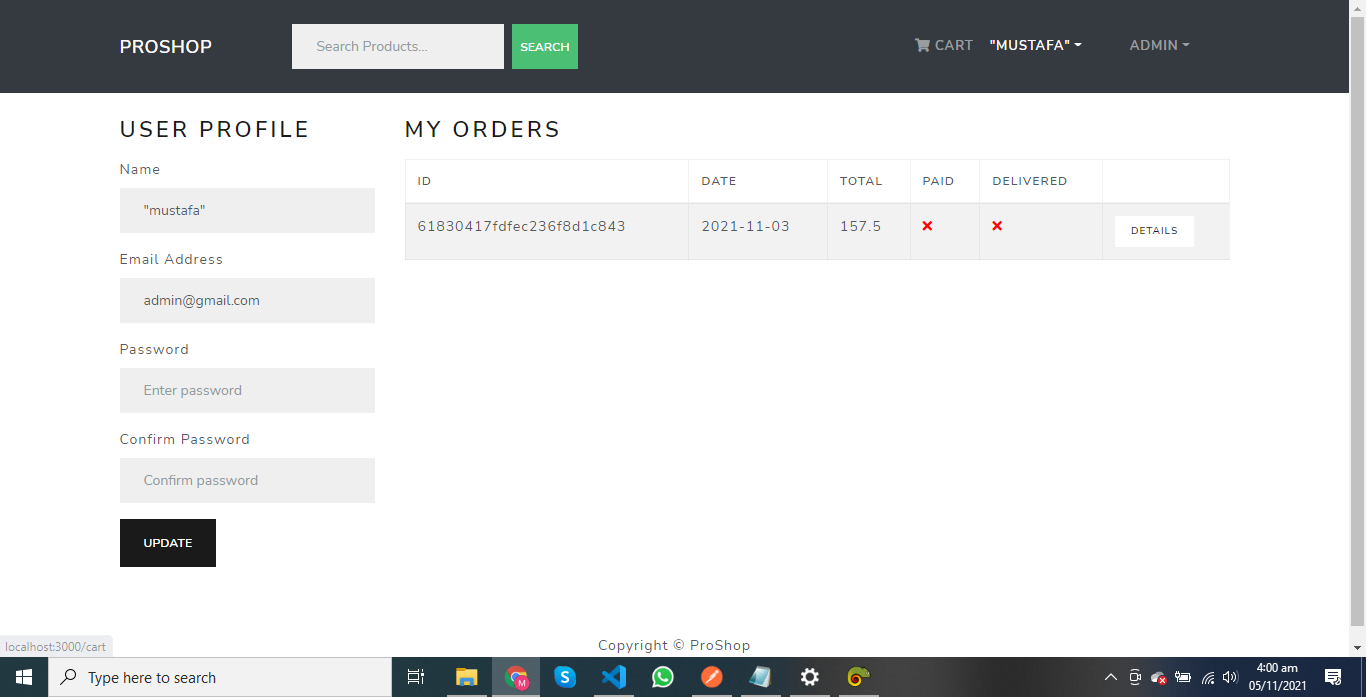 PROSHOP
Search Products...
SEARCH
CART
"MUSTAFA"
ADMIN
USER PROFILE
Name
"mustafa"
Email Address
admin@gmail.com
Password
Enter password
Confirm Password
Confirm password
UPDATE
MY ORDERS
ID DATE TOTAL PAID DELIVERED
61830417fdfec236f8d1c843 2021-11-03 157.5 DETAILS
Copyright © ProShop
localhost:3000/cart
Type here to search
4:00 am
05/11/2021